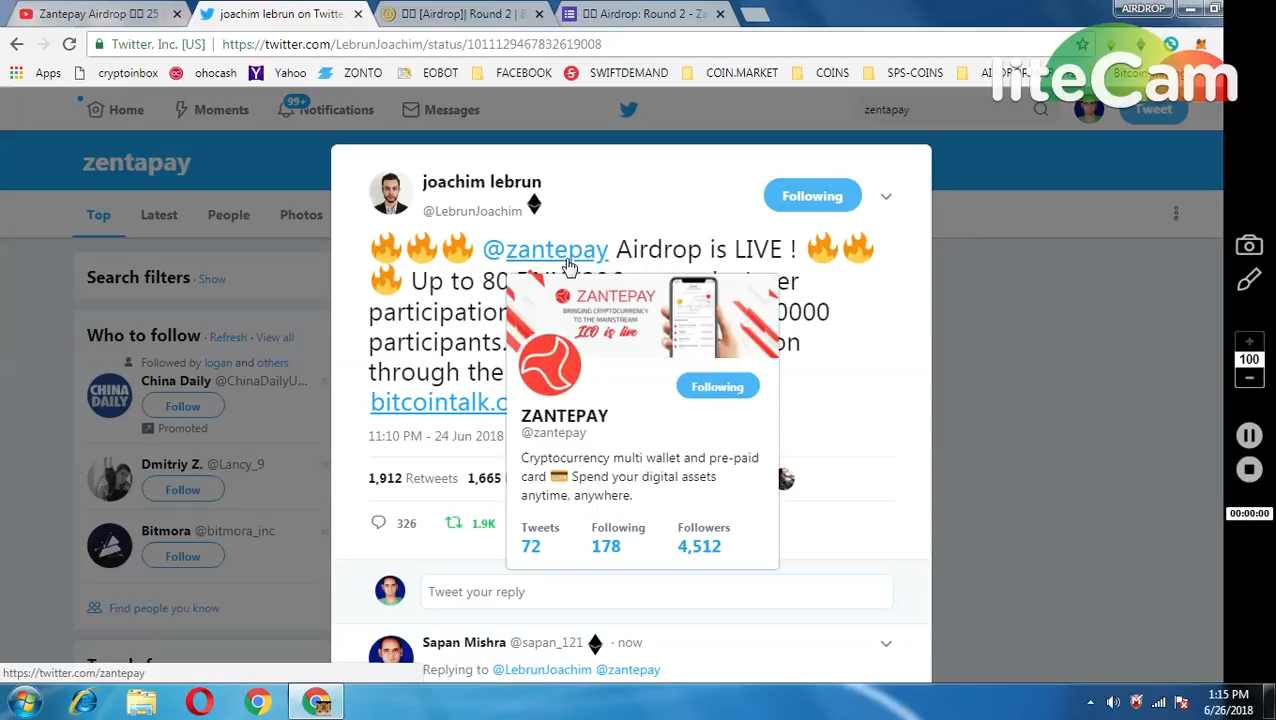 Zantepay Airdrop 25
joachim lebrun on Twitte
[Airdrop]| Round 2 | S
Airdrop: Round 2 - Za
AIRDROP
Twitter, Inc. [US]
https://twitter.com/LebrunJoachim/status/1011129467832619008
Apps
cryptoinbox
ohocash
Yahoo
ZONTO
EOBOT
FACEBOOK
SWIFTDEMAND
COIN.MARKET
COINS
SPS-COINS
liteCam
Home
Moments
99+
Notifications
Messages
zentapay
Tweet
zentapay
Top
Latest
People
Photos
Search filters · Show
Who to follow · Refresh · View all
Followed by logan and others
China Daily @ChinaDailyU...
Follow
Promoted
Dmitriy Z. @Lancy_9
Follow
Bitmora @bitmora_inc
Follow
Find people you know
joachim lebrun
@LebrunJoachim
Following
🔥🔥🔥 @zantepay Airdrop is LIVE ! 🔥🔥
🔥 Up to 80
participation
0000
participants.
on
through the
bitcointalk.o
11:10 PM - 24 Jun 2018
1,912 Retweets 1,665
326
1.9K
ZANTEPAY
BRINGING CRYPTOCURRENCY
TO THE MAINSTREAM
ICO is live
Following
ZANTEPAY
@zantepay
Cryptocurrency multi wallet and pre-paid
card 💳 Spend your digital assets
anytime, anywhere.
Tweets Following Followers
72 178 4,512
Tweet your reply
Sapan Mishra @sapan_121 · now
Replying to @LebrunJoachim @zantepay
https://twitter.com/zantepay
100
00:00:00
1:15 PM
6/26/2018